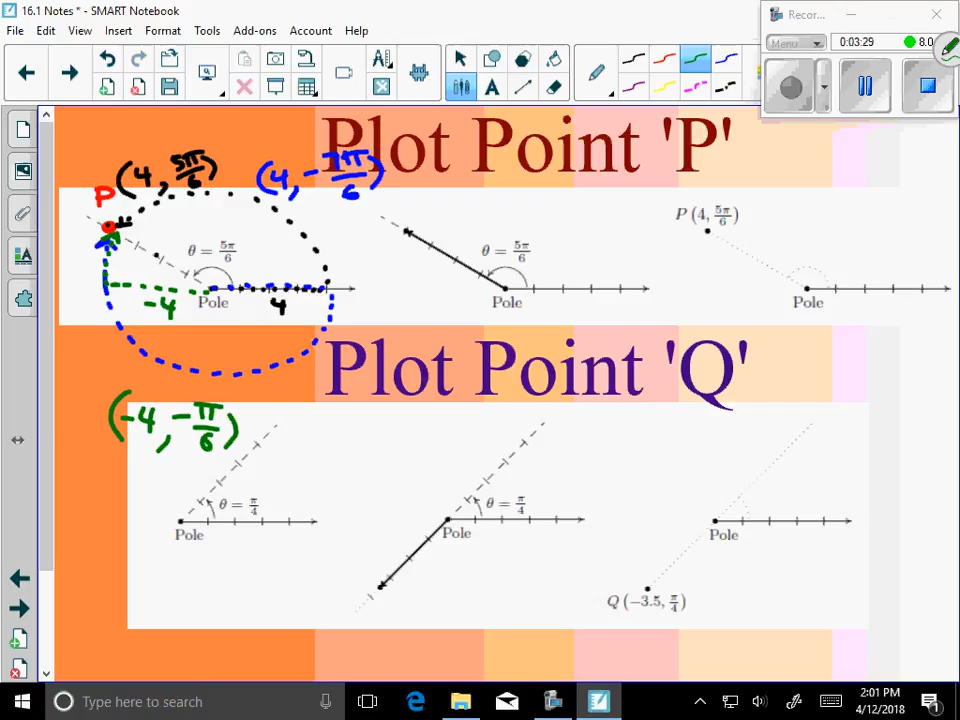 16.1 Notes * - SMART Notebook
Recor...
File Edit View Insert Format Tools Add-ons Account Help
Menu
0:03:29
8.0
Plot Point 'P'
(4, 5π/6)
(4, -7π/6)
P
P (4, 5π/6)
θ = 5π/6
θ = 5π/6
-4
Pole
4
Pole
Pole
Plot Point 'Q'
(-4, -π/6)
θ = π/4
θ = π/4
Pole
Pole
Pole
Q (-3.5, π/4)
Type here to search
2:01 PM
4/12/2018
1